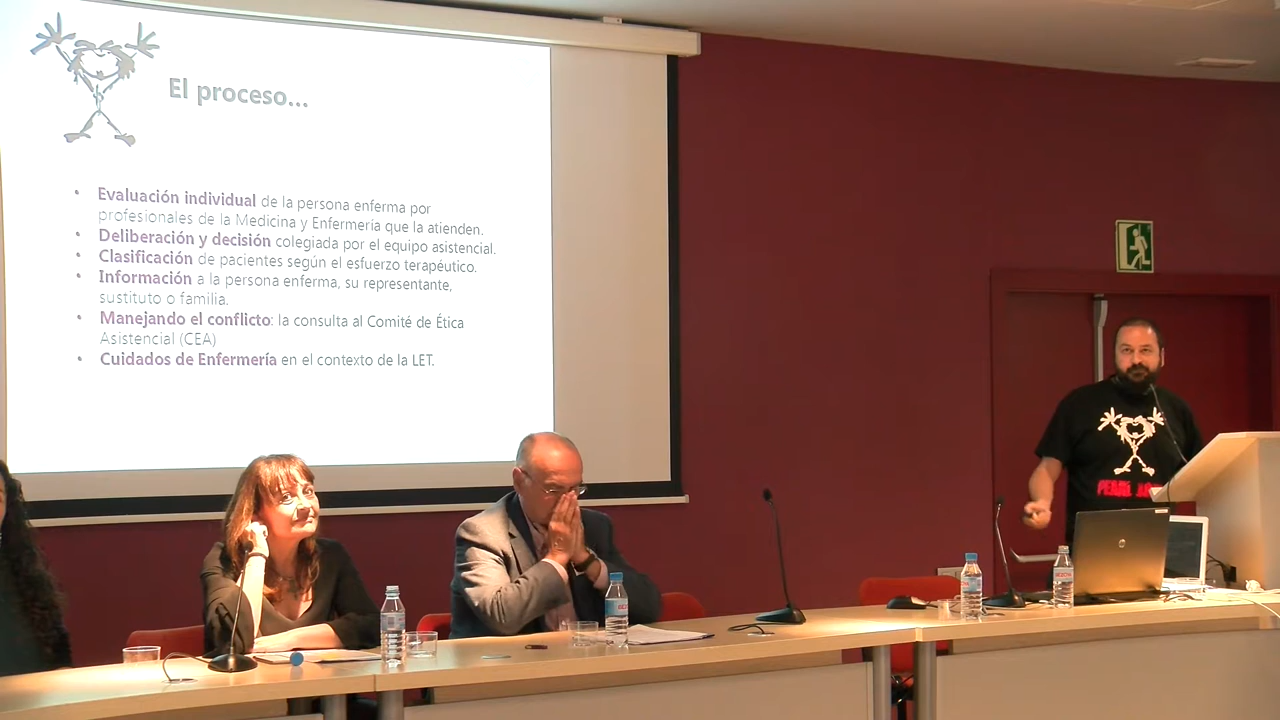 El proceso...
• Evaluación individual de la persona enferma por
profesionales de la Medicina y Enfermería que la atienden.
• Deliberación y decisión colegiada por el equipo asistencial.
• Clasificación de pacientes según el esfuerzo terapéutico.
• Información a la persona enferma, su representante,
sustituto o familia.
• Manejando el conflicto: la consulta al Comité de Ética
Asistencial (CEA)
• Cuidados de Enfermería en el contexto de la LET.
PEARL